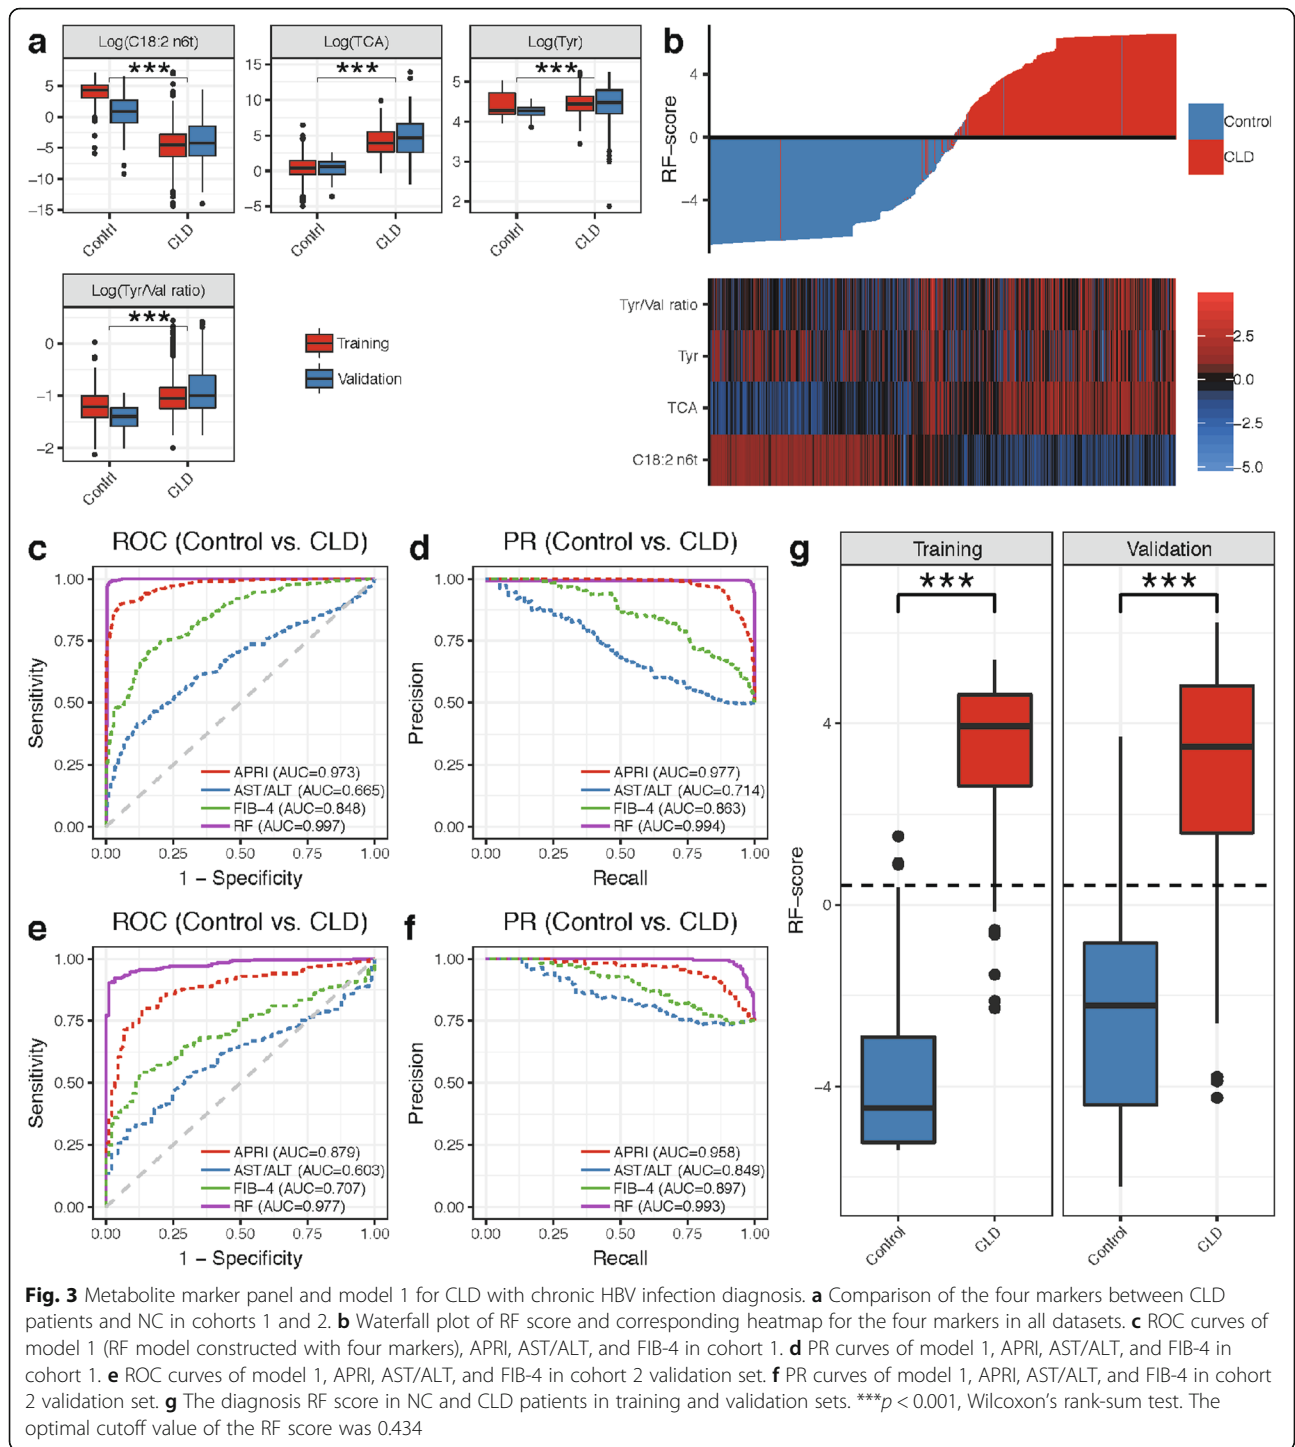 a
Log(C18:2 n6t)
***
5
0
−5
−10
−15
Contrl
CLD
Log(TCA)
***
15
10
5
0
−5
Control
CLD
Log(Tyr)
***
5
4
3
2
Control
CLD
Log(Tyr/Val ratio)
***
0
−1
−2
Contrl
CLD
Training
Validation
b
RF−score
4
0
−4
Control
CLD
Tyr/Val ratio
Tyr
TCA
C18:2 n6t
2.5
0.0
−2.5
−5.0
c
ROC (Control vs. CLD)
Sensitivity
1.00
0.75
0.50
0.25
0.00
APRI (AUC=0.973)
AST/ALT (AUC=0.665)
FIB−4 (AUC=0.848)
RF (AUC=0.997)
0.00 0.25 0.50 0.75 1.00
1 − Specificity
d
PR (Control vs. CLD)
Precision
1.00
0.75
0.50
0.25
0.00
APRI (AUC=0.977)
AST/ALT (AUC=0.714)
FIB−4 (AUC=0.863)
RF (AUC=0.994)
0.00 0.25 0.50 0.75 1.00
Recall
e
ROC (Control vs. CLD)
Sensitivity
1.00
0.75
0.50
0.25
0.00
APRI (AUC=0.879)
AST/ALT (AUC=0.603)
FIB−4 (AUC=0.707)
RF (AUC=0.977)
0.00 0.25 0.50 0.75 1.00
1 − Specificity
f
PR (Control vs. CLD)
Precision
1.00
0.75
0.50
0.25
0.00
APRI (AUC=0.958)
AST/ALT (AUC=0.849)
FIB−4 (AUC=0.897)
RF (AUC=0.993)
0.00 0.25 0.50 0.75 1.00
Recall
g
Training
Validation
***
***
RF−score
4
0
−4
Control
CLD
Control
CLD
Fig. 3 Metabolite marker panel and model 1 for CLD with chronic HBV infection diagnosis. a Comparison of the four markers between CLD
patients and NC in cohorts 1 and 2. b Waterfall plot of RF score and corresponding heatmap for the four markers in all datasets. c ROC curves of
model 1 (RF model constructed with four markers), APRI, AST/ALT, and FIB-4 in cohort 1. d PR curves of model 1, APRI, AST/ALT, and FIB-4 in
cohort 1. e ROC curves of model 1, APRI, AST/ALT, and FIB-4 in cohort 2 validation set. f PR curves of model 1, APRI, AST/ALT, and FIB-4 in cohort
2 validation set. g The diagnosis RF score in NC and CLD patients in training and validation sets. ***p < 0.001, Wilcoxon's rank-sum test. The
optimal cutoff value of the RF score was 0.434